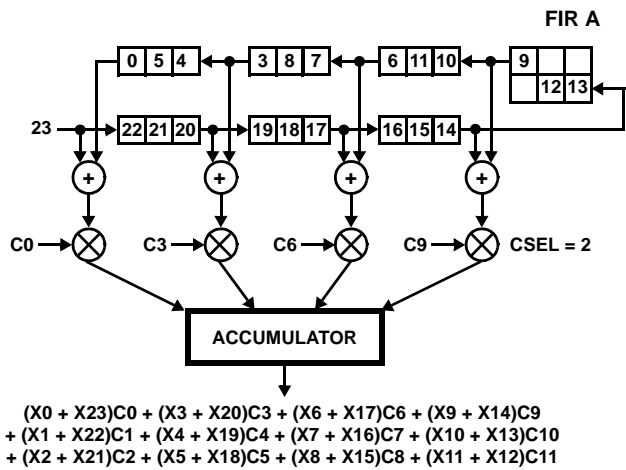 FIR A
0 5 4 3 8 7 6 11 10 9
12 13
23 22 21 20 19 18 17 16 15 14
+ + + +
C0 C3 C6 C9 CSEL = 2
ACCUMULATOR
(X0 + X23)C0 + (X3 + X20)C3 + (X6 + X17)C6 + (X9 + X14)C9
+ (X1 + X22)C1 + (X4 + X19)C4 + (X7 + X16)C7 + (X10 + X13)C10
+ (X2 + X21)C2 + (X5 + X18)C5 + (X8 + X15)C8 + (X11 + X12)C11